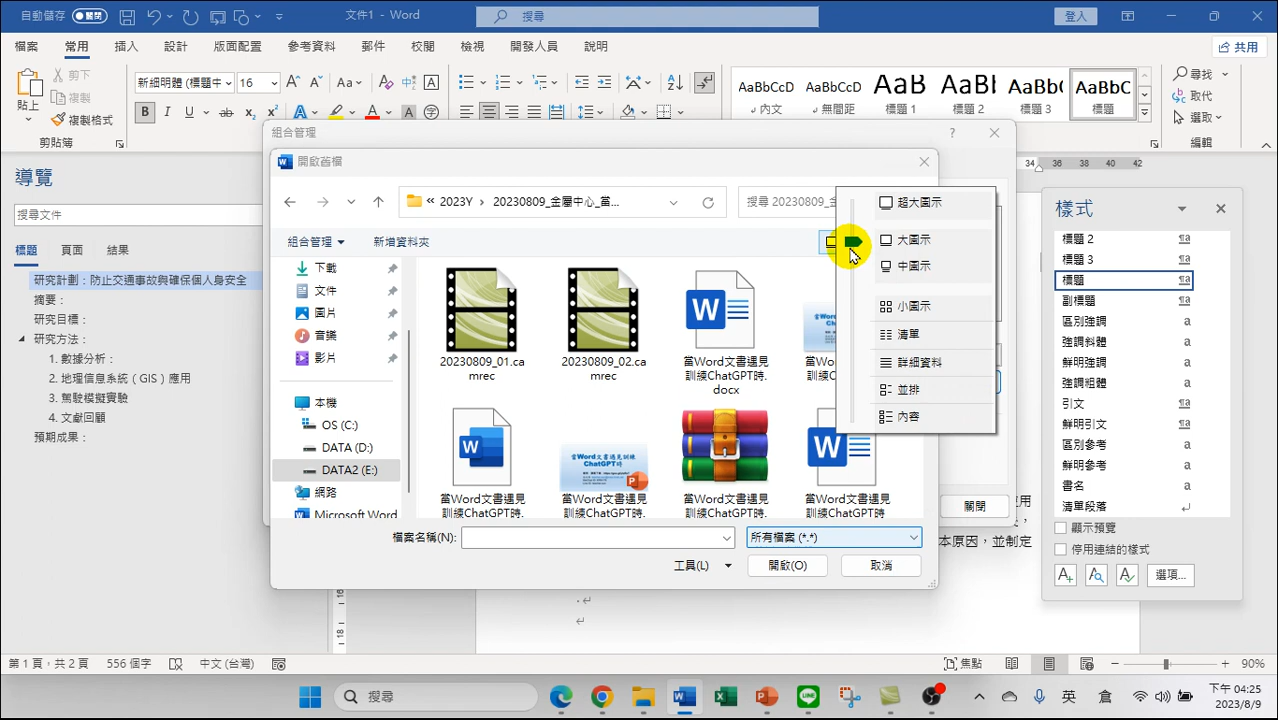 自動儲存 關閉
文件1 - Word
搜尋
登入
檔案
常用
插入
設計
版面配置
參考資料
郵件
校閱
檢視
開發人員
說明
共用
貼上
剪下
複製
複製格式
剪貼簿
新細明體 (標題中
16
AaBbCcD
AaBbCcD
AaB
AaBl
AaBbC
AaBbC
內文
無間距
標題 1
標題 2
標題 3
標題
尋找
取代
選取
編輯
34 36 38 40 42
導覽
搜尋文件
標題
頁面
結果
研究計劃：防止交通事故與確保個人身安全
摘要：
研究目標：
研究方法：
1. 數據分析：
2. 地理信息系統（GIS）應用
3. 駕駛模擬實驗
4. 文獻回顧
預期成果：
組合管理
開啟舊檔
2023Y
20230809_金屬中心_當...
搜尋 20230809_金
組合管理
新增資料夾
下載
文件
圖片
音樂
影片
本機
OS (C:)
DATA (D:)
DATA2 (E:)
網路
Microsoft Word
20230809_01.camrec
20230809_02.camrec
當Word文書遇見訓練ChatGPT時.docx
當Word文書遇見訓練ChatGPT時.
當Word文書遇見訓練ChatGPT時.
當Word文書遇見訓練ChatGPT時.
當Word文書遇見訓練ChatGPT時.
超大圖示
大圖示
中圖示
小圖示
清單
詳細資料
並排
內容
檔案名稱(N):
所有檔案 (*.*)
工具(L)
開啟(O)
取消
關閉
本原因，並制定
樣式
標題 2
標題 3
標題
副標題
區別強調
強調斜體
鮮明強調
強調粗體
引文
鮮明引文
區別參考
鮮明參考
書名
清單段落
顯示預覽
停用連結的樣式
選項...
第 1 頁，共 2 頁
556 個字
中文 (台灣)
焦點
90%
搜尋
英
倉
下午 04:25
2023/8/9